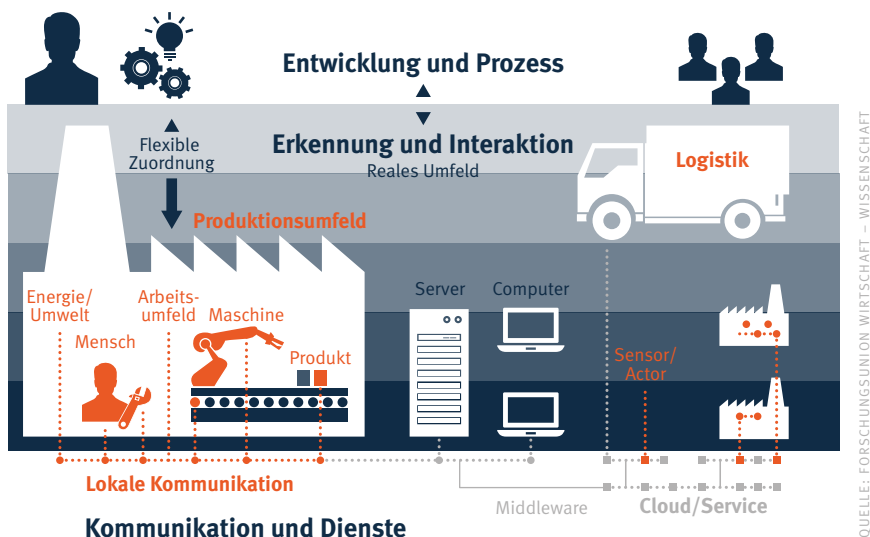 Entwicklung und Prozess
Flexible
Zuordnung
Erkennung und Interaktion
Reales Umfeld
Logistik
Produktionsumfeld
Energie/
Umwelt
Arbeits-
umfeld
Maschine
Mensch
Produkt
Server
Computer
Sensor/
Actor
Lokale Kommunikation
Middleware
Cloud/Service
Kommunikation und Dienste
QUELLE: FORSCHUNGSUNION WIRTSCHAFT – WISSENSCHAFT